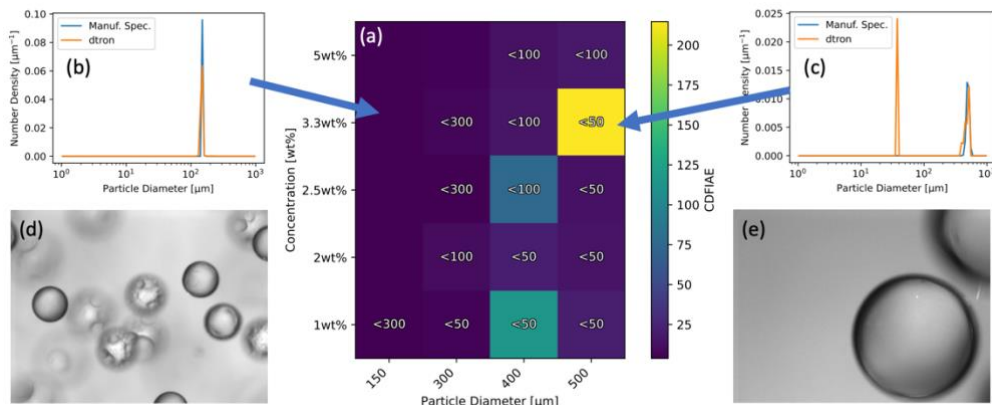 (b)
Manuf. Spec.
dtron
Number Density [μm⁻¹]
0.10
0.08
0.06
0.04
0.02
0.00
10⁰ 10¹ 10² 10³
Particle Diameter [μm]
(a)
Concentration [wt%]
5wt% <100 <100
3.3wt% <300 <100 <50
2.5wt% <300 <100 <50
2wt% <100 <50 <50
1wt% <300 <50 <50 <50
150 300 400 500
Particle Diameter [μm]
200
175
150
125
100
75
50
25
CDFIAE
(c)
Manuf. Spec.
dtron
Number Density [μm⁻¹]
0.025
0.020
0.015
0.010
0.005
0.000
10⁰ 10¹ 10² 10³
Particle Diameter [μm]
(d)
(e)